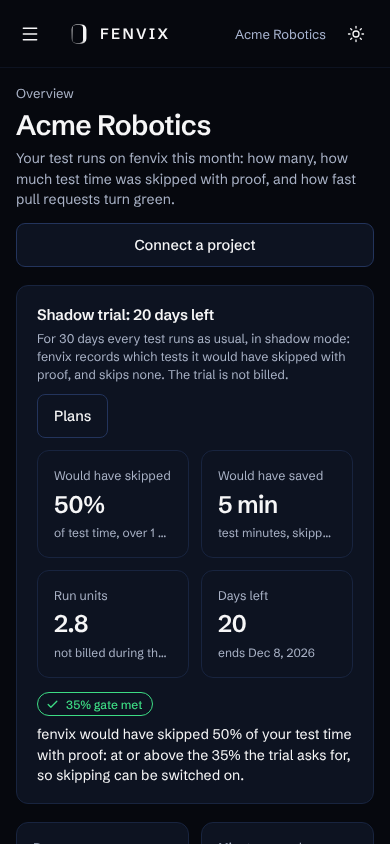 FENVIX
Acme Robotics
Overview
Acme Robotics
Your test runs on fenvix this month: how many, how
much test time was skipped with proof, and how fast
pull requests turn green.
Connect a project
Shadow trial: 20 days left
For 30 days every test runs as usual, in shadow mode:
fenvix records which tests it would have skipped with
proof, and skips none. The trial is not billed.
Plans
Would have skipped
50%
of test time, over 1 ...
Would have saved
5 min
test minutes, skipp...
Run units
2.8
not billed during th...
Days left
20
ends Dec 8, 2026
35% gate met
fenvix would have skipped 50% of your test time
with proof: at or above the 35% the trial asks for,
so skipping can be switched on.